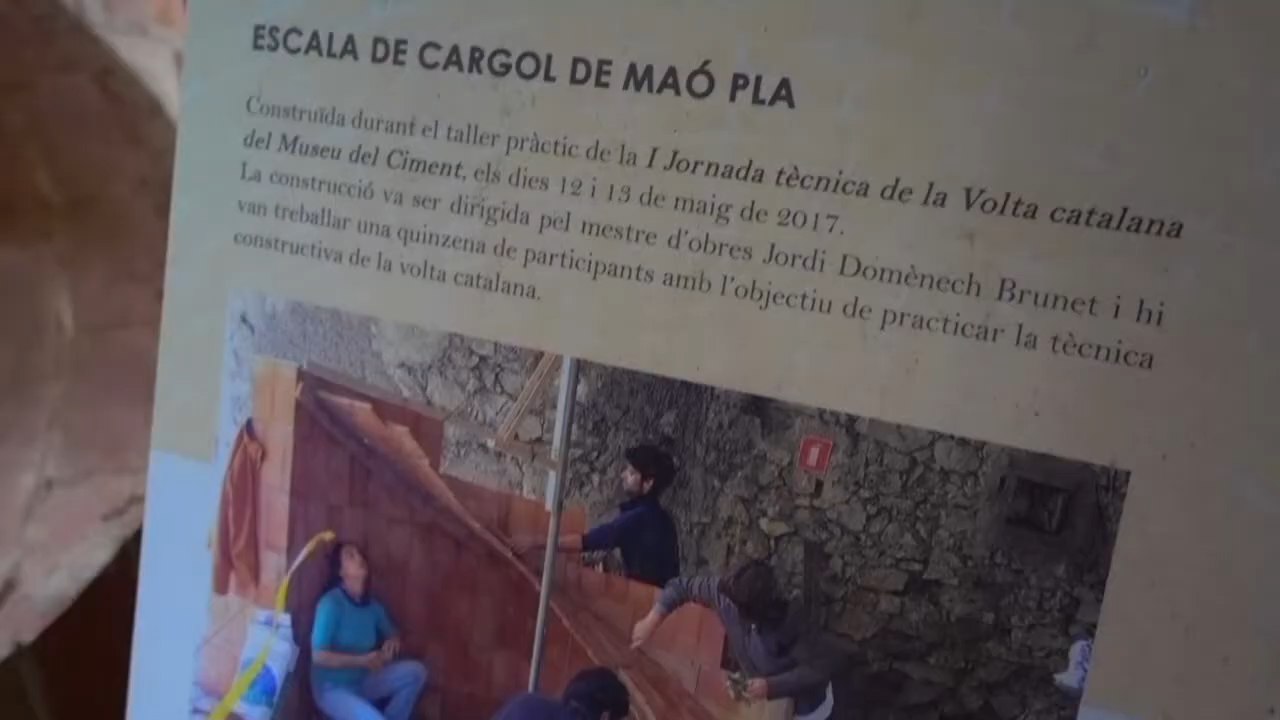 ESCALA DE CARGOL DE MAÓ PLA
Construïda durant el taller pràctic de la I Jornada tècnica de la Volta catalana
del Museu del Ciment, els dies 12 i 13 de maig de 2017.
La construcció va ser dirigida pel mestre d'obres Jordi Domènech Brunet i hi
van treballar una quinzena de participants amb l'objectiu de practicar la tècnica
constructiva de la volta catalana.